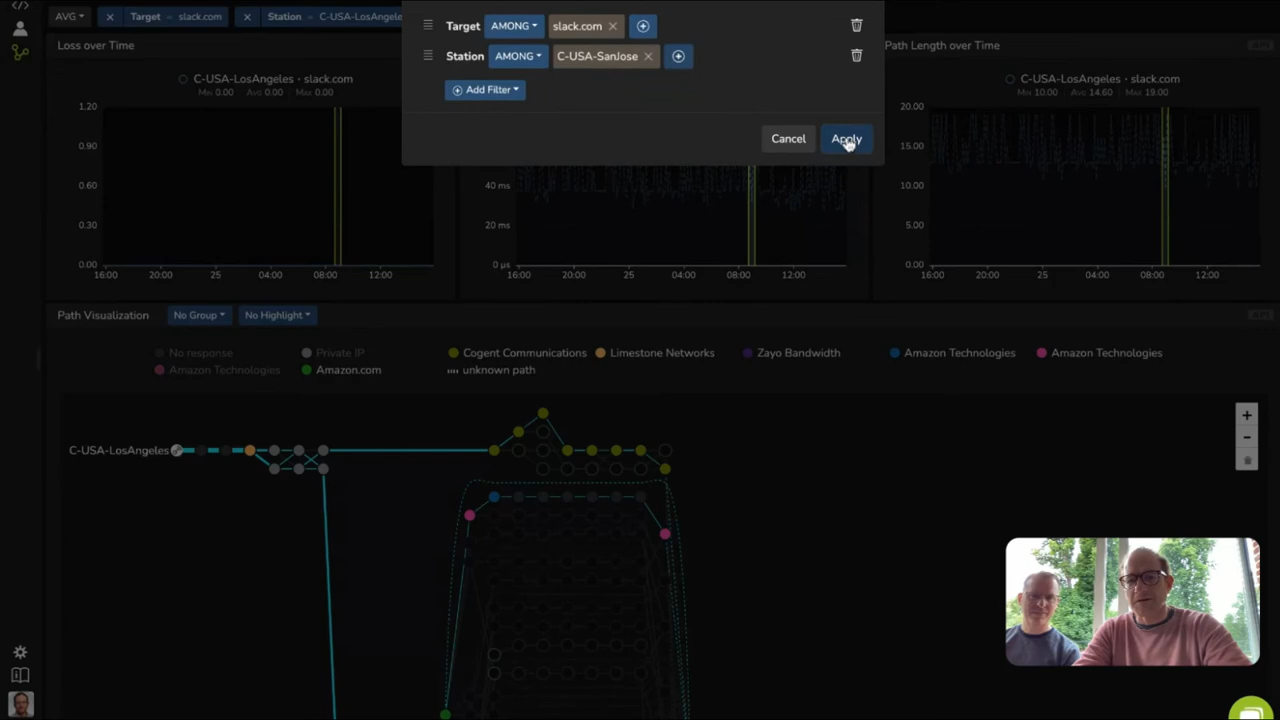 AVG
Target = slack.com
Station = C-USA-LosAngele
Target AMONG slack.com
Station AMONG C-USA-SanJose
Add Filter
Cancel
Apply
Loss over Time
C-USA-LosAngeles · slack.com
MIN 0.00 AVG 0.00 MAX 0.00
1.20
0.90
0.60
0.30
0.00
16:00 20:00 25 04:00 08:00 12:00
40 ms
20 ms
0 µs
16:00 20:00 25 04:00 08:00 12:00
Path Length over Time
C-USA-LosAngeles · slack.com
MIN 10.00 AVG 14.60 MAX 19.00
20.00
15.00
10.00
5.00
0.00
16:00 20:00 25 04:00 08:00 12:00
Path Visualization No Group No Highlight
API
No response Private IP Cogent Communications Limestone Networks Zayo Bandwidth Amazon Technologies Amazon Technologies
Amazon Technologies Amazon.com unknown path
C-USA-LosAngeles